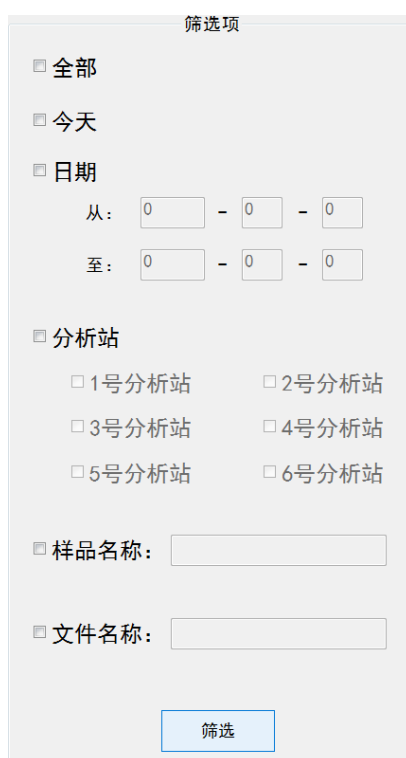 筛选项
全部
今天
日期
从: 0 - 0 - 0
至: 0 - 0 - 0
分析站
1号分析站 2号分析站
3号分析站 4号分析站
5号分析站 6号分析站
样品名称:
文件名称:
筛选